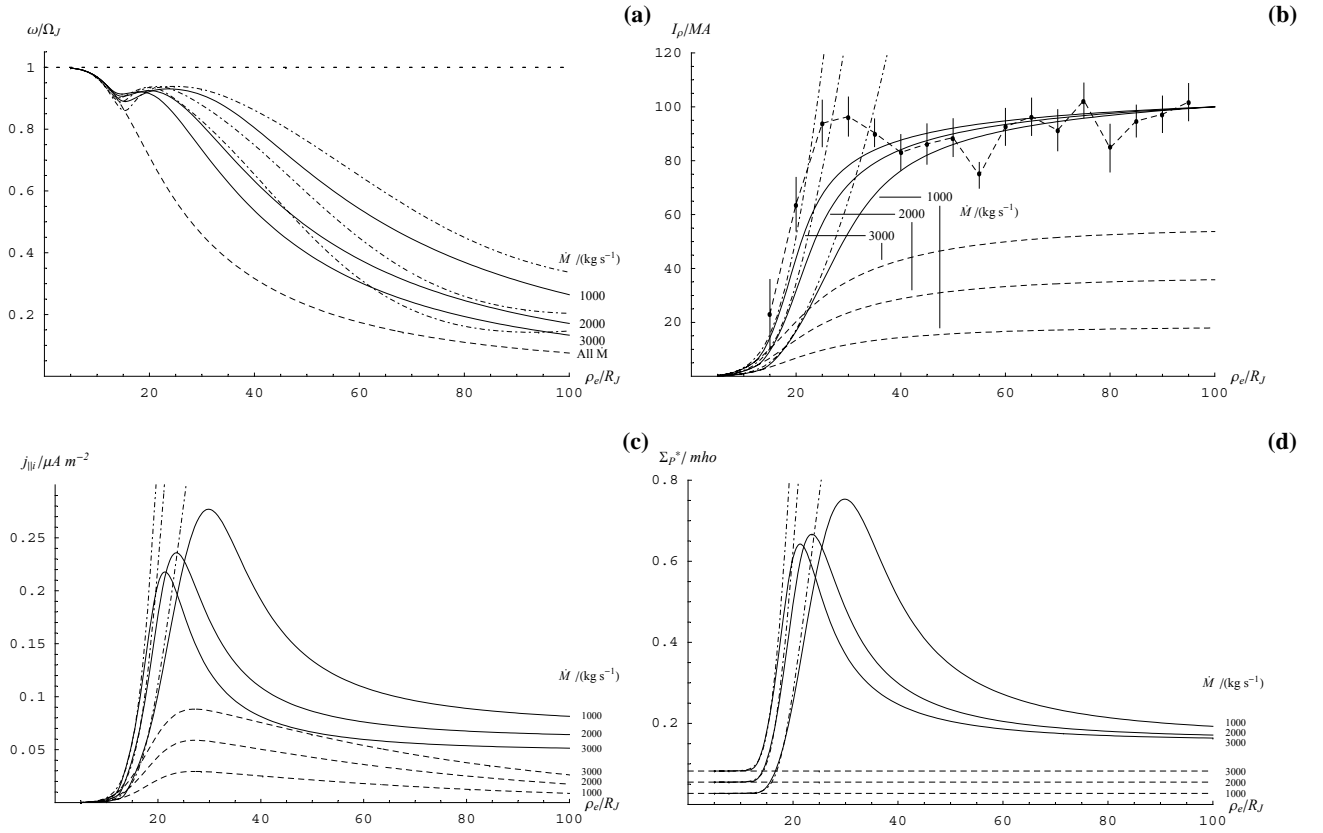 (a)
ω/Ω_J
1
0.8
0.6
0.4
0.2
Ṁ /(kg s⁻¹)
1000
2000
3000
All Ṁ
ρ_e/R_J
20 40 60 80 100
(b)
I_ρ/MA
120
100
80
60
40
20
1000
2000
3000
Ṁ /(kg s⁻¹)
ρ_e/R_J
20 40 60 80 100
(c)
j_||i /μA m⁻²
0.25
0.2
0.15
0.1
0.05
Ṁ /(kg s⁻¹)
1000
2000
3000
3000
2000
1000
ρ_e/R_J
20 40 60 80 100
(d)
Σ_P*/ mho
0.8
0.6
0.4
0.2
Ṁ /(kg s⁻¹)
1000
2000
3000
3000
2000
1000
ρ_e/R_J
20 40 60 80 100